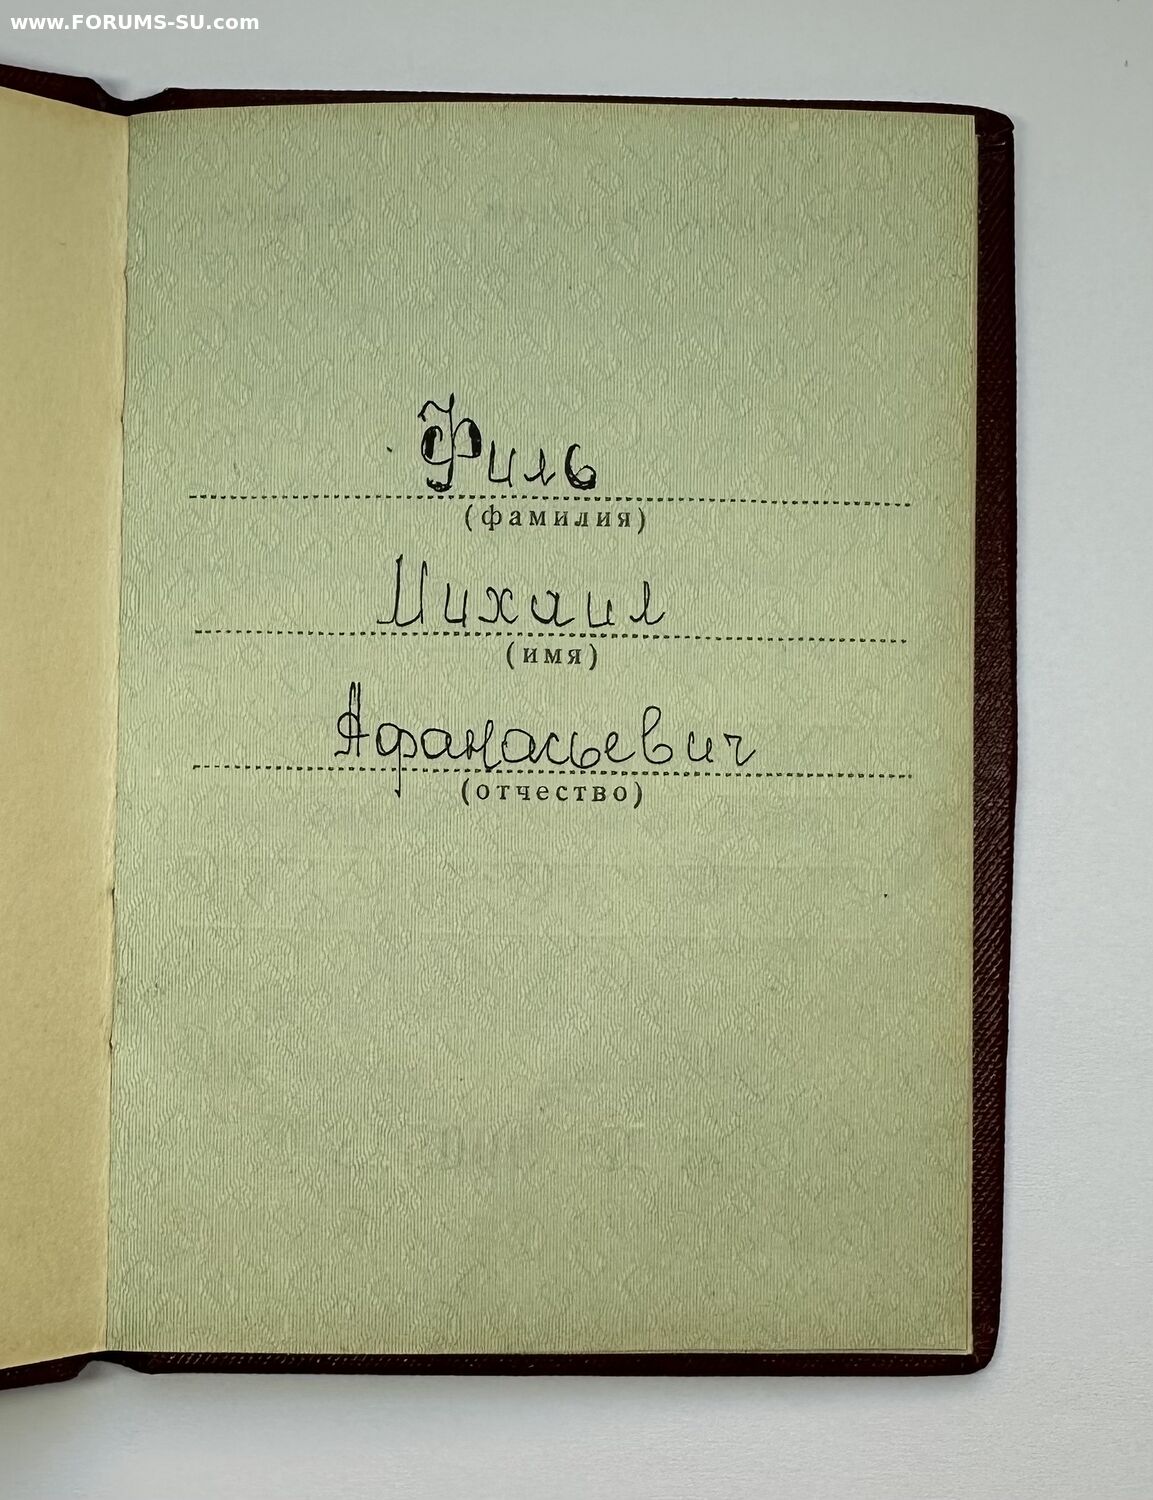 www.FORUMS-SU.com
Филь
(фамилия)
Михаил
(имя)
Афанасьевич
(отчество)